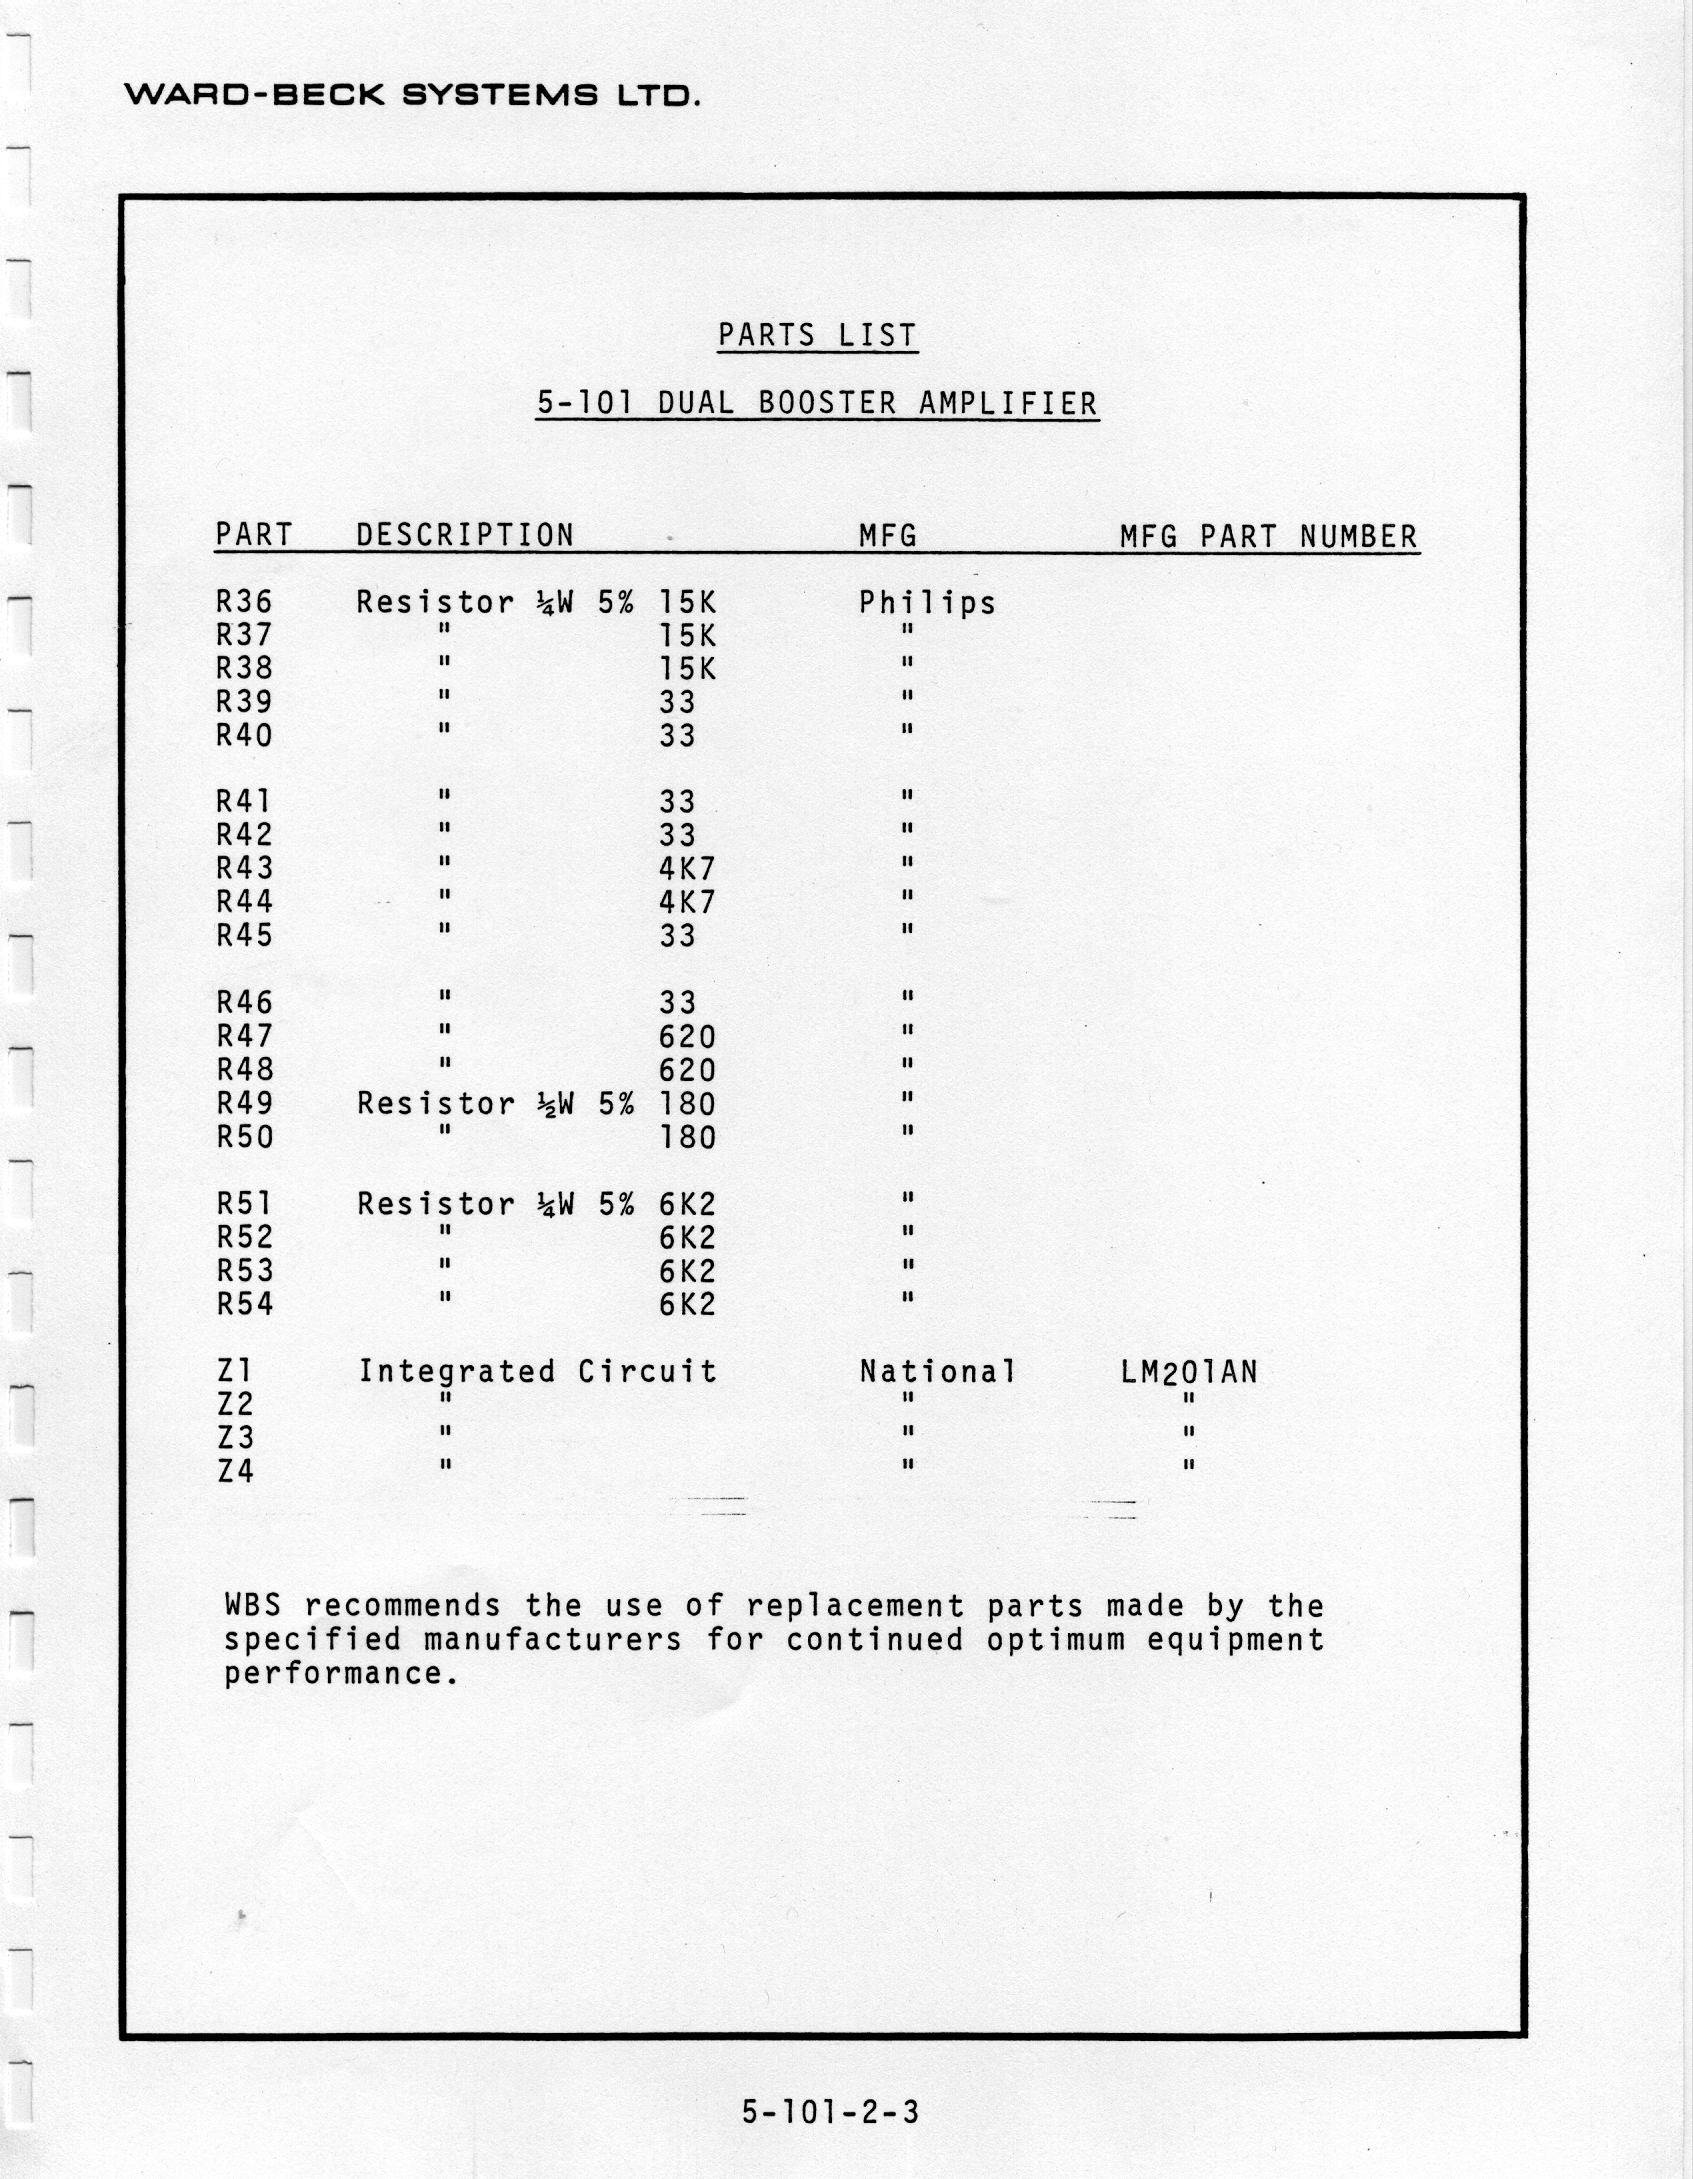 WARD-BECK SYSTEMS LTD.
PARTS LIST
5-101 DUAL BOOSTER AMPLIFIER
PART DESCRIPTION MFG MFG PART NUMBER
R36 Resistor ¼W 5% 15K Philips
R37 " 15K "
R38 " 15K "
R39 " 33 "
R40 " 33 "
R41 " 33 "
R42 " 33 "
R43 " 4K7 "
R44 " 4K7 "
R45 " 33 "
R46 " 33 "
R47 " 620 "
R48 " 620 "
R49 Resistor ½W 5% 180 "
R50 " 180 "
R51 Resistor ¼W 5% 6K2 "
R52 " 6K2 "
R53 " 6K2 "
R54 " 6K2 "
Z1 Integrated Circuit National LM201AN
Z2 " " "
Z3 " " "
Z4 " " "
WBS recommends the use of replacement parts made by the
specified manufacturers for continued optimum equipment
performance.
5-101-2-3